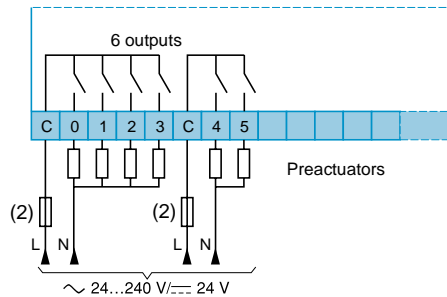 6 outputs
C 0 1 2 3 C 4 5
Preactuators
(2) (2)
L N L N
~ 24...240 V/⎓ 24 V